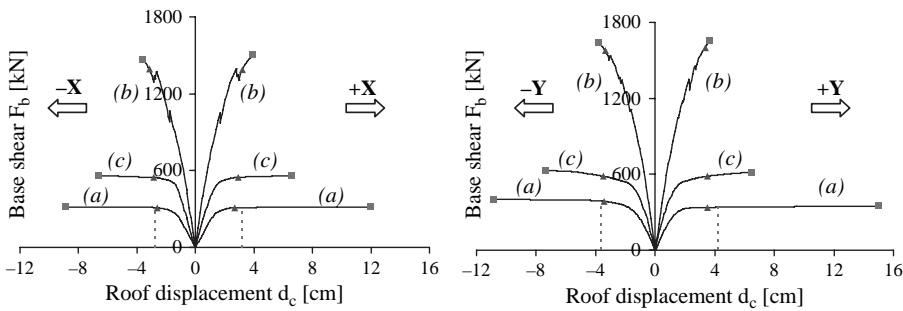 1800
1200
600
0
Base shear F_b [kN]
–X
+X
(b)
(b)
(c)
(c)
(a)
(a)
–12 –8 –4 0 4 8 12 16
Roof displacement d_c [cm]
1800
1200
600
0
Base shear F_b [kN]
–Y
+Y
(b)
(b)
(c)
(c)
(a)
(a)
–12 –8 –4 0 4 8 12 16
Roof displacement d_c [cm]